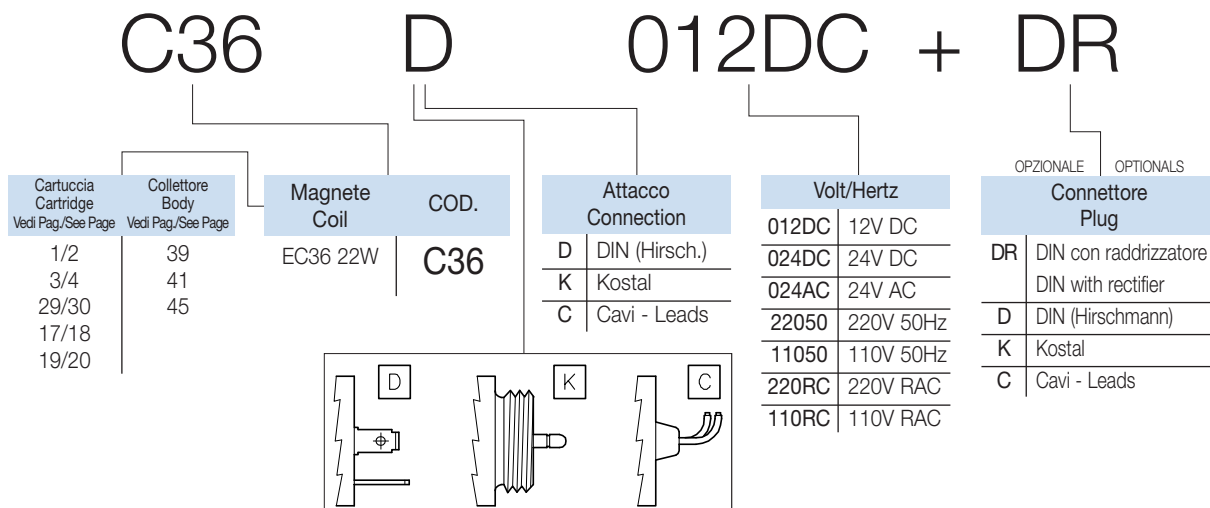 C36 D 012DC + DR
OPZIONALE OPTIONALS
Cartuccia
Cartridge
Vedi Pag./See Page
Collettore
Body
Vedi Pag./See Page
1/2 39
3/4 41
29/30 45
17/18
19/20
Magnete
Coil
COD.
EC36 22W C36
Attacco
Connection
D DIN (Hirsch.)
K Kostal
C Cavi - Leads
Volt/Hertz
012DC 12V DC
024DC 24V DC
024AC 24V AC
22050 220V 50Hz
11050 110V 50Hz
220RC 220V RAC
110RC 110V RAC
Connettore
Plug
DR DIN con raddrizzatore
DIN with rectifier
D DIN (Hirschmann)
K Kostal
C Cavi - Leads
D K C